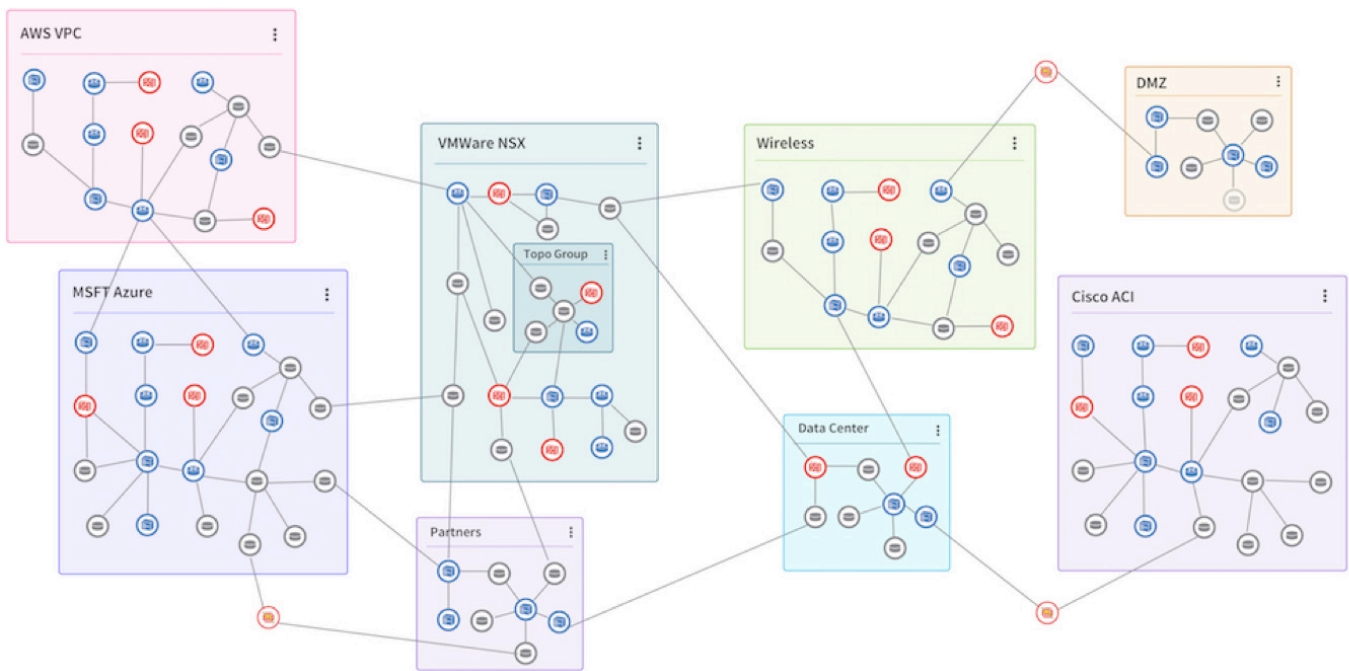 AWS VPC
DMZ
VMWare NSX
Wireless
Topo Group
MSFT Azure
Cisco ACI
Data Center
Partners